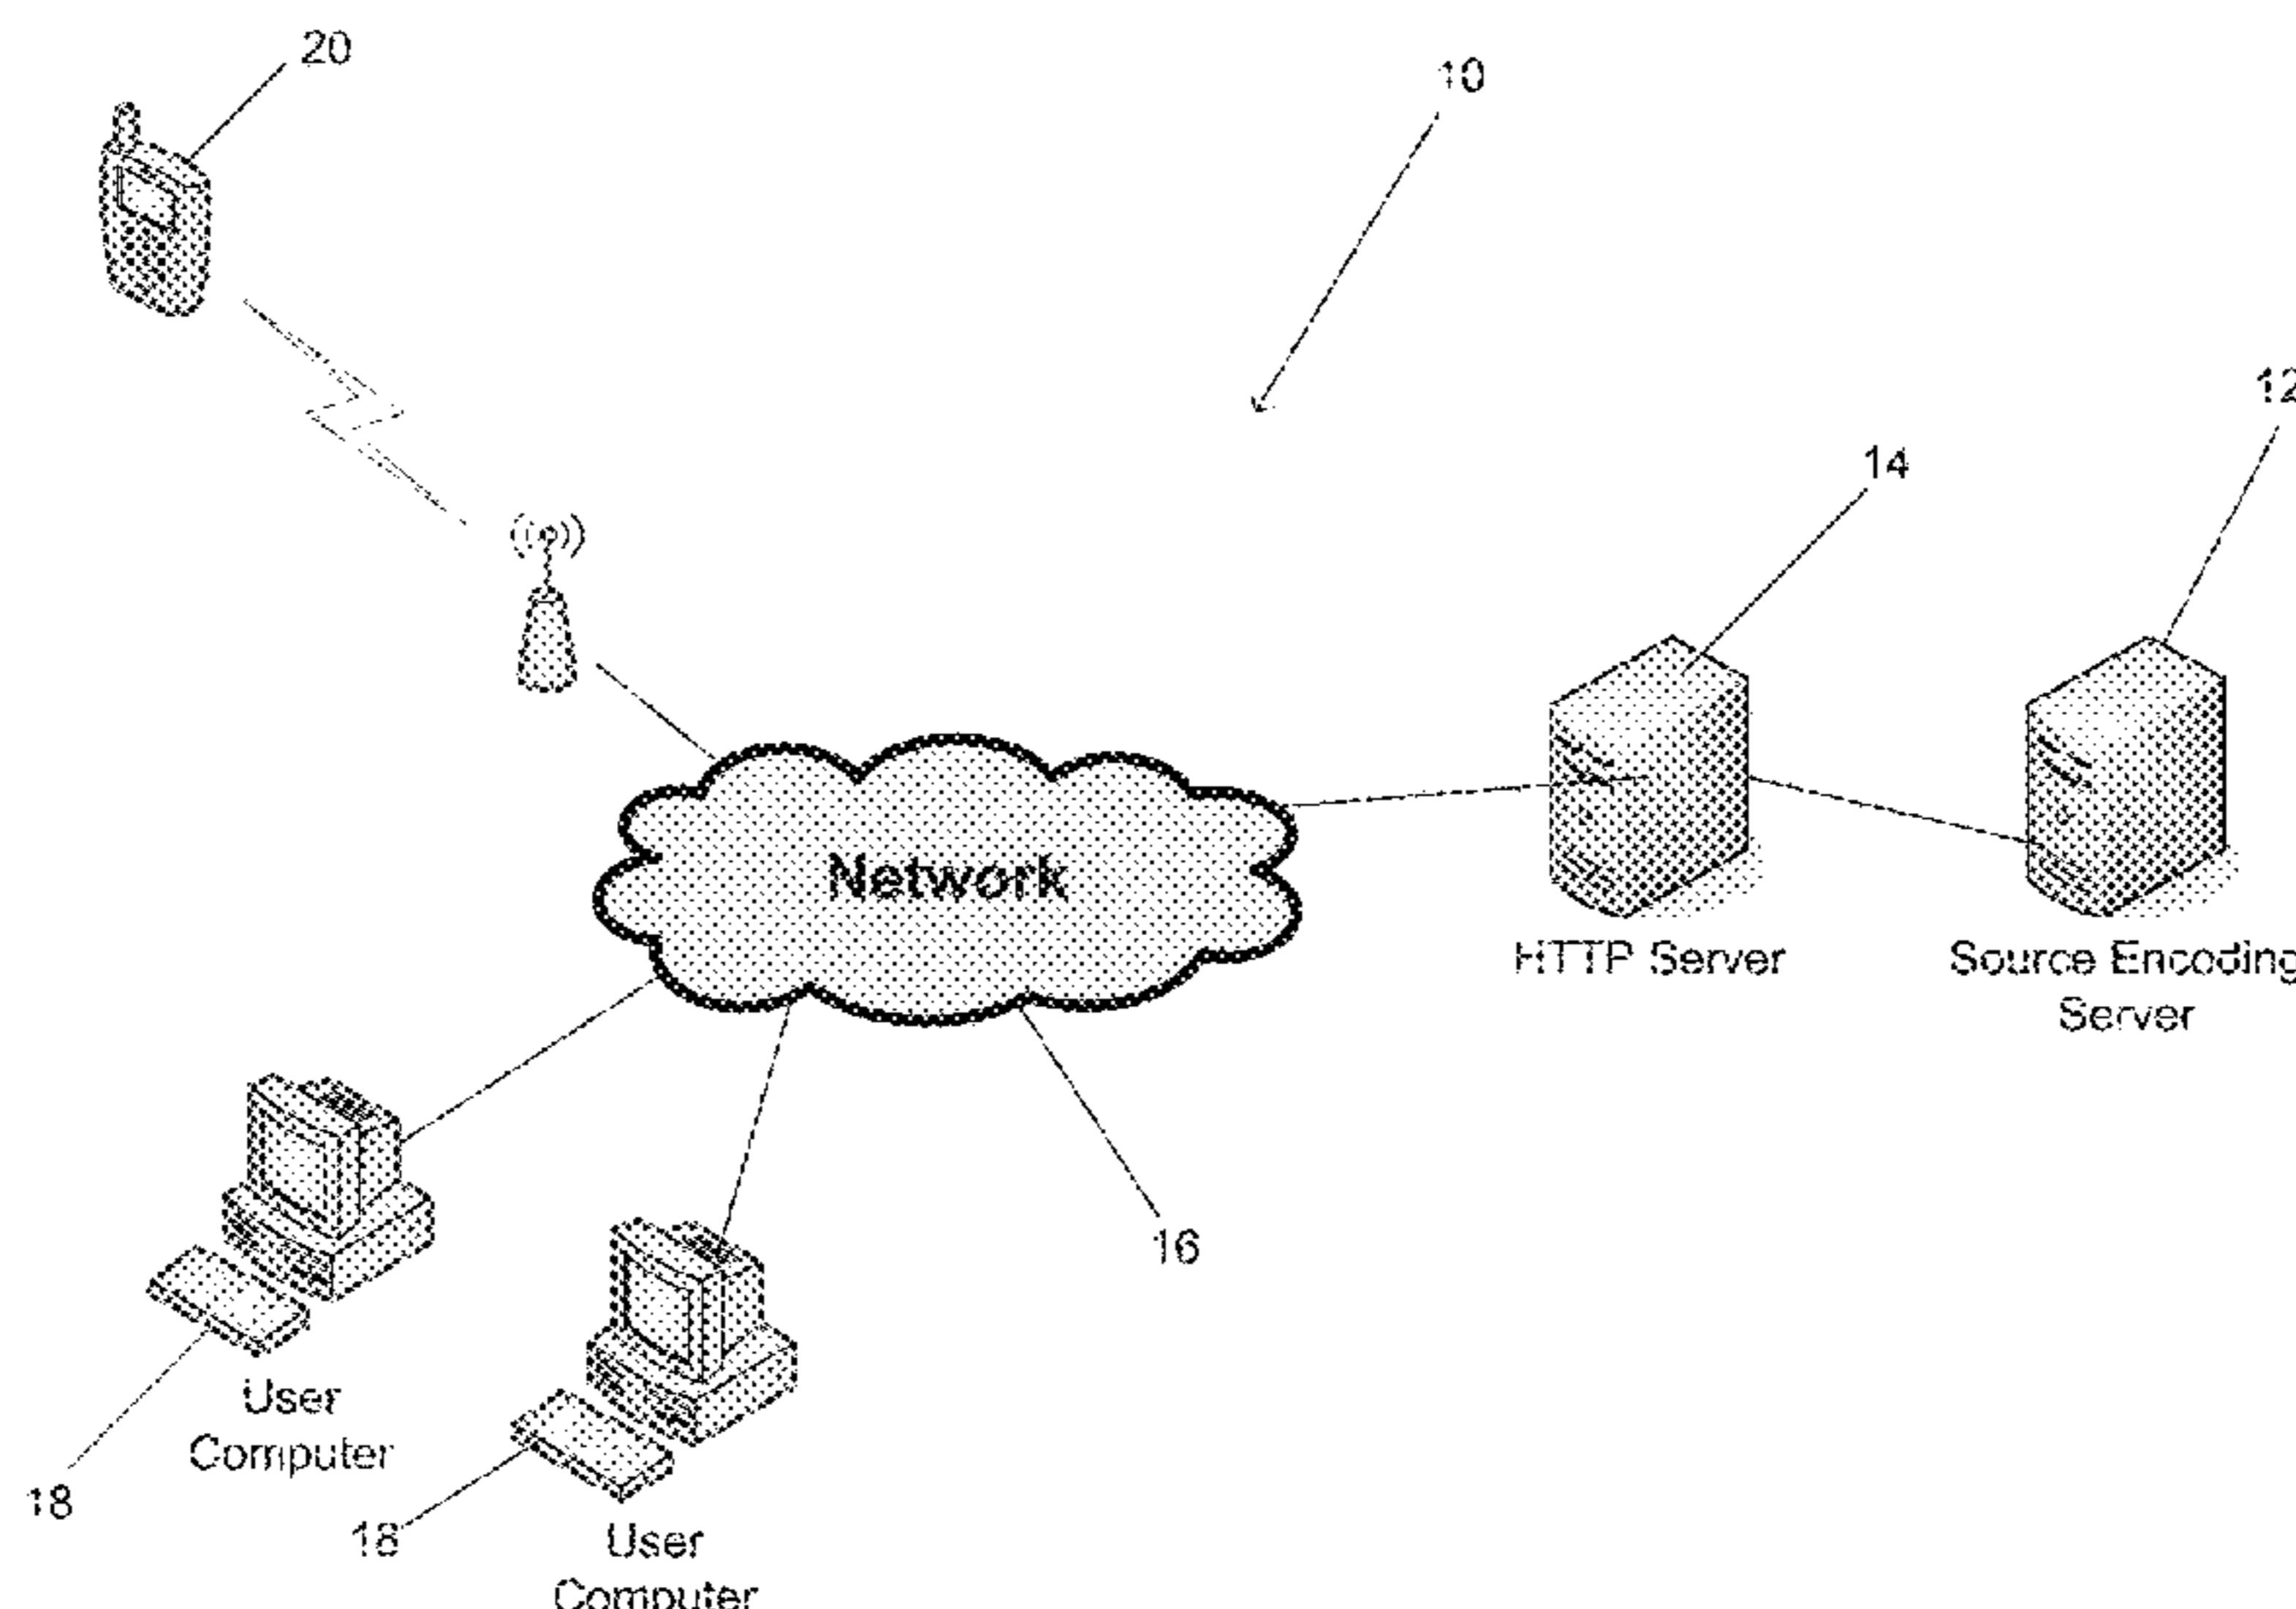 20
10
12
14
Network
HTTP Server
Source Encoding
Server
16
User
Computer
18
18
User
Computer